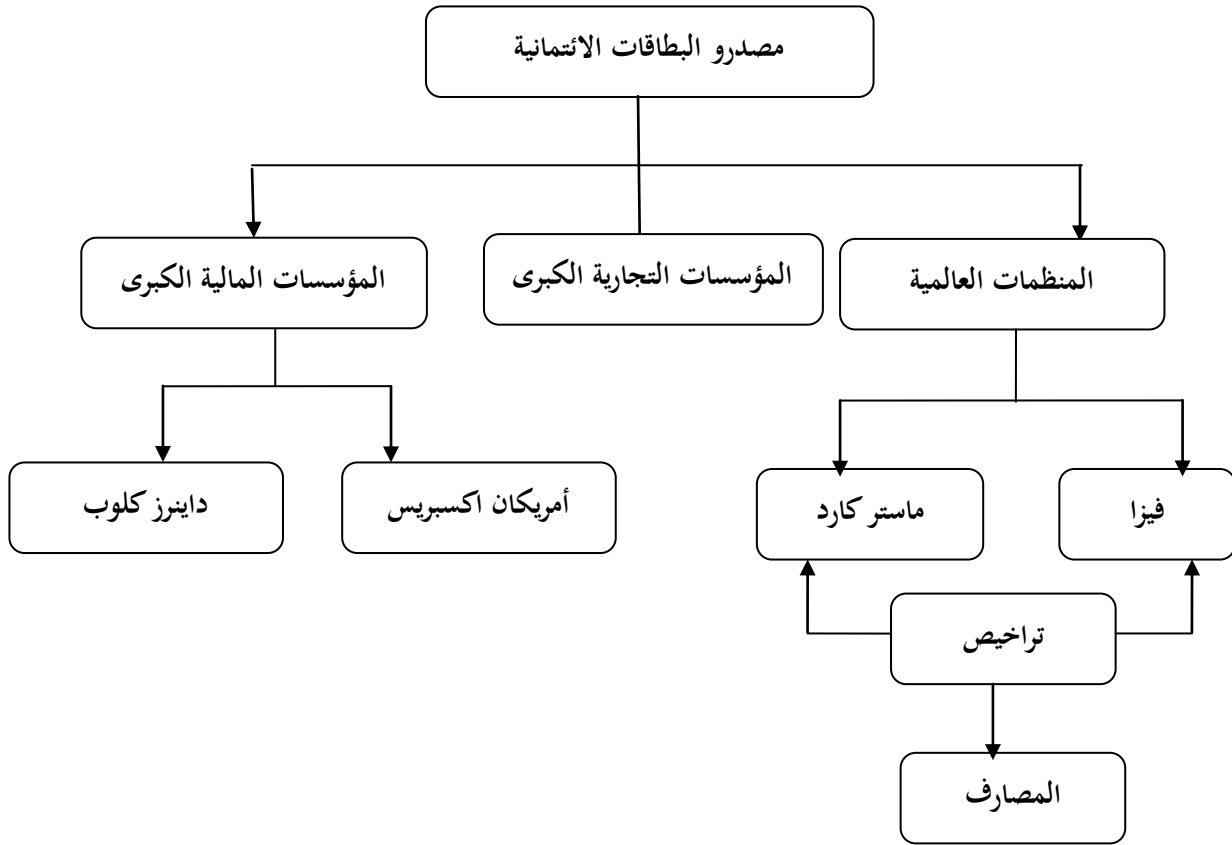 مصدرو البطاقات الائتمانية
المنظمات العالمية
المؤسسات التجارية الكبرى
المؤسسات المالية الكبرى
فيزا
ماستر كارد
أمريكان اكسبريس
داينرز كلوب
تراخيص
المصارف